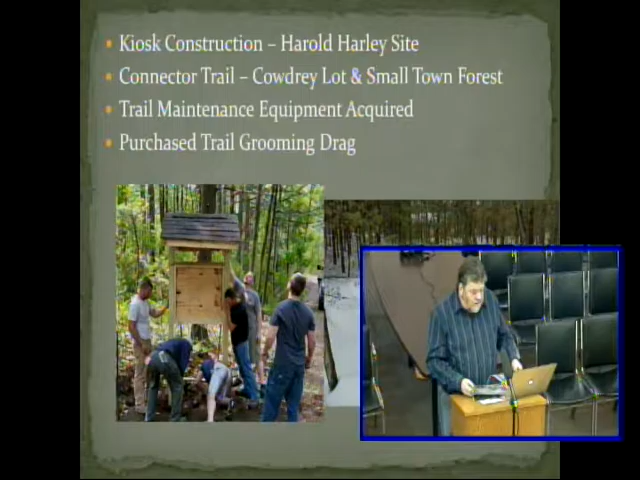 Kiosk Construction – Harold Harley Site
Connector Trail – Cowdrey Lot & Small Town Forest
Trail Maintenance Equipment Acquired
Purchased Trail Grooming Drag